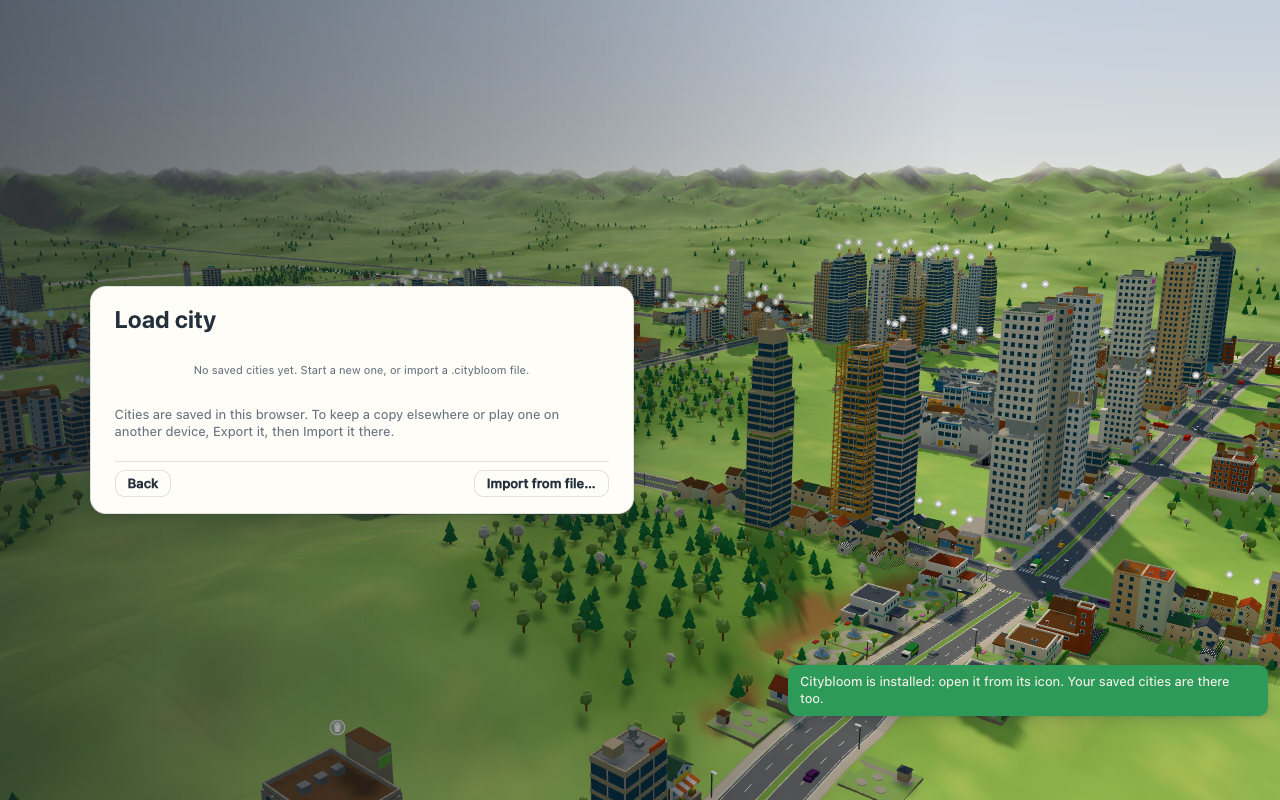 Load city
No saved cities yet. Start a new one, or import a .citybloom file.
Cities are saved in this browser. To keep a copy elsewhere or play one on
another device, Export it, then Import it there.
Back
Import from file...
Citybloom is installed: open it from its icon. Your saved cities are there
too.